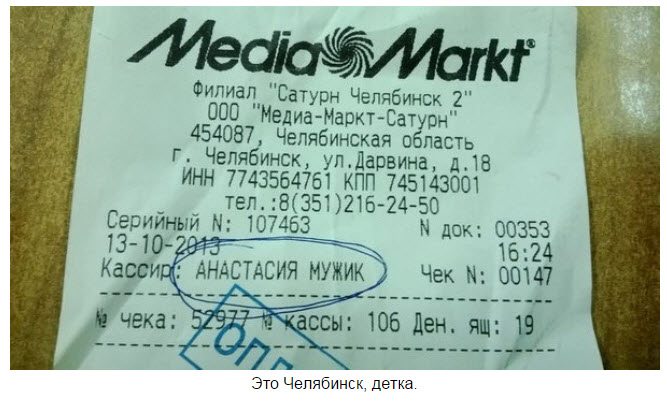 Media Markt®
Филиал "Сатурн Челябинск 2"
ООО "Медиа-Маркт-Сатурн"
454087, Челябинская область
г. Челябинск, ул.Дарвина, д.18
ИНН 7743564761 КПП 745143001
тел.:8(351)216-24-50
Серийный N: 107463 N док: 00353
13-10-2013 16:24
Кассир: АНАСТАСИЯ МУЖИК Чек N: 00147
№ чека: 52977 № кассы: 106 Ден. ящ: 19
Это Челябинск, детка.